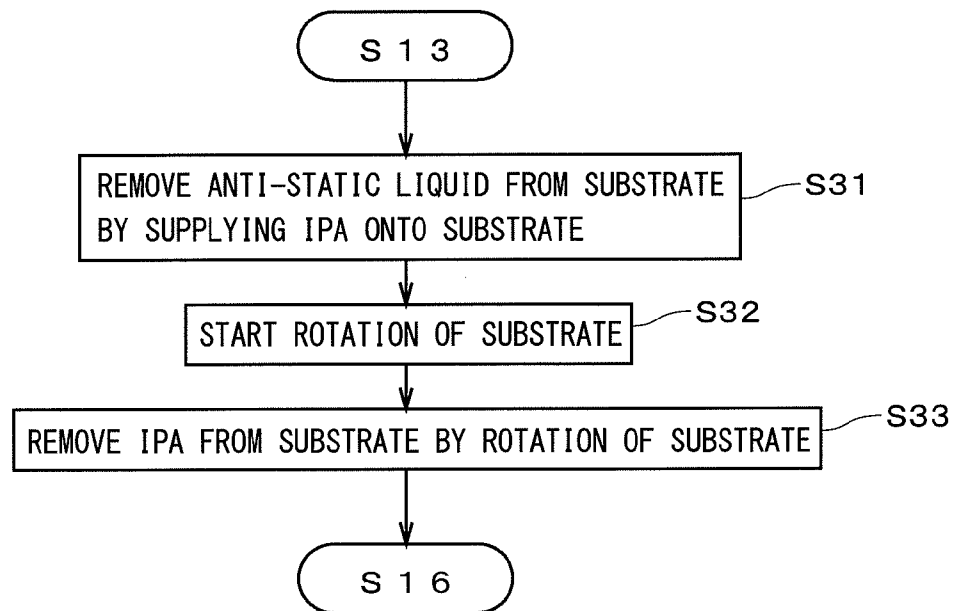 S13
REMOVE ANTI-STATIC LIQUID FROM SUBSTRATE
BY SUPPLYING IPA ONTO SUBSTRATE
S31
START ROTATION OF SUBSTRATE
S32
REMOVE IPA FROM SUBSTRATE BY ROTATION OF SUBSTRATE
S33
S16